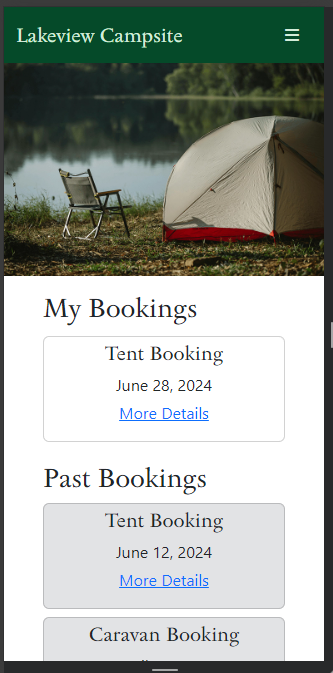 Lakeview Campsite
My Bookings
Tent Booking
June 28, 2024
More Details
Past Bookings
Tent Booking
June 12, 2024
More Details
Caravan Booking